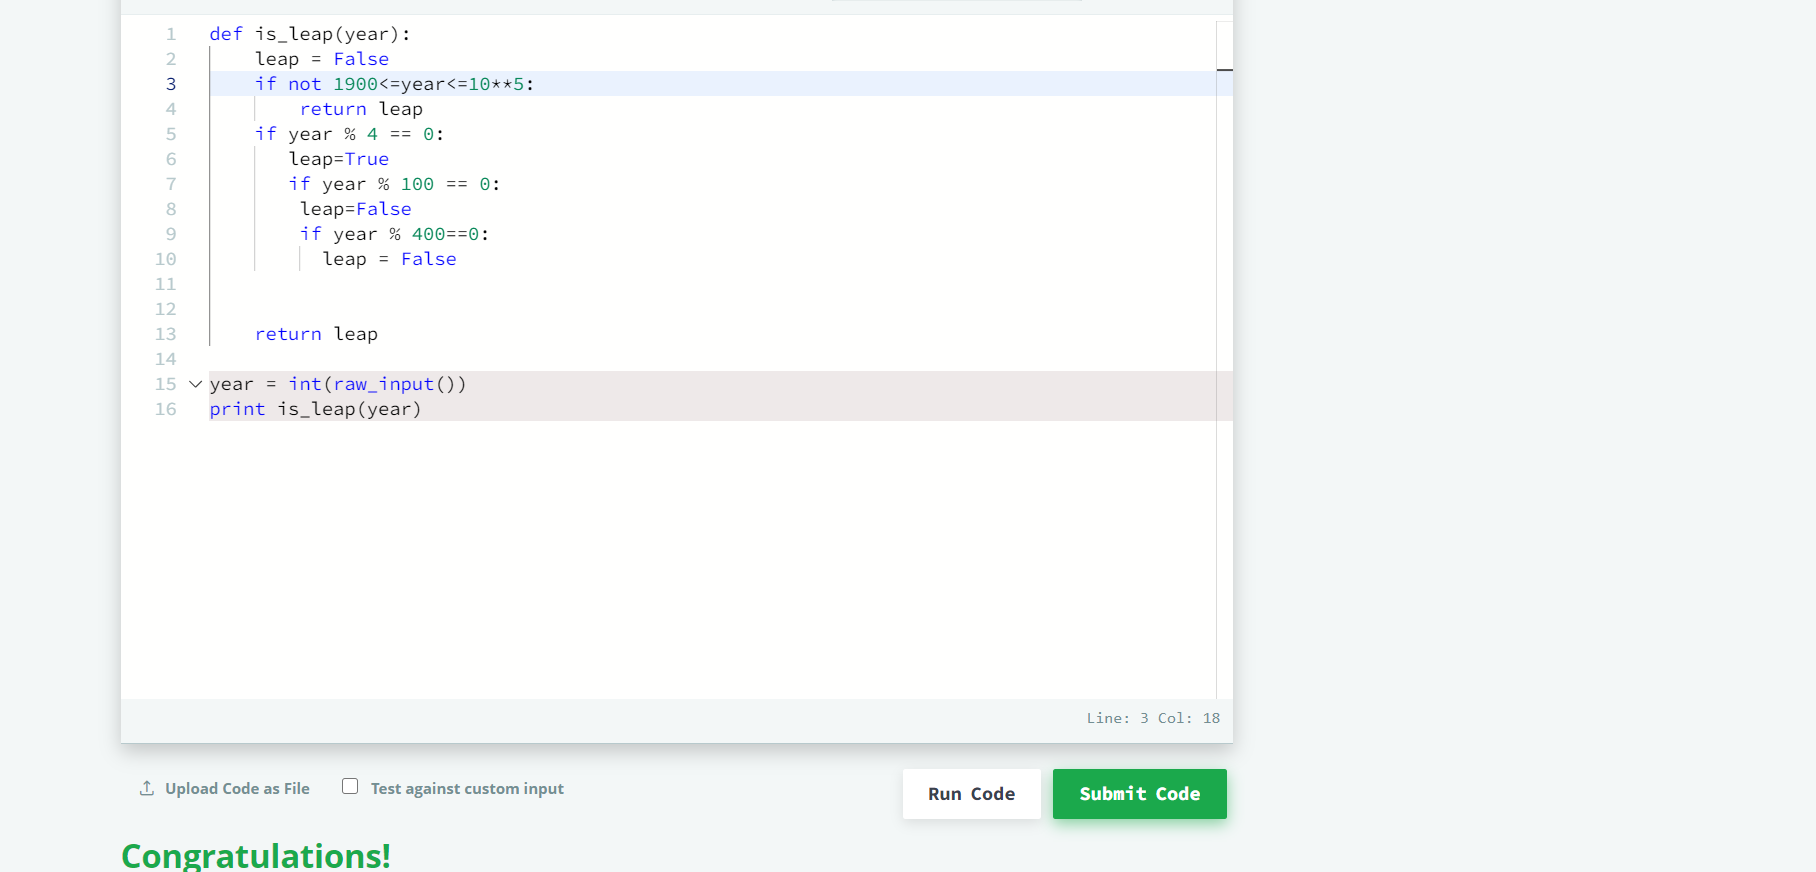 1 def is_leap(year):
2 leap = False
3 if not 1900<=year<=10**5:
4 return leap
5 if year % 4 == 0:
6 leap=True
7 if year % 100 == 0:
8 leap=False
9 if year % 400==0:
10 leap = False
11
12
13 return leap
14
15 year = int(raw_input())
16 print is_leap(year)
Line: 3 Col: 18
Upload Code as File Test against custom input Run Code Submit Code
Congratulations!